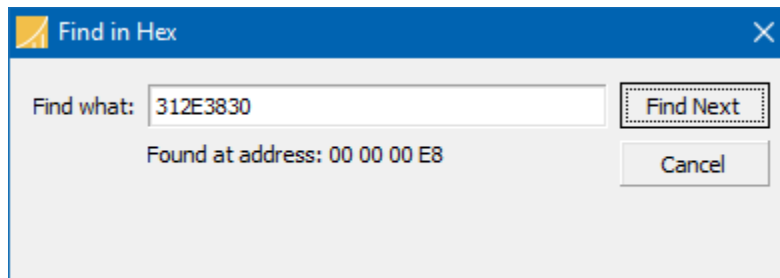 Find in Hex
Find what: 312E3830 Find Next
Found at address: 00 00 00 E8
Cancel